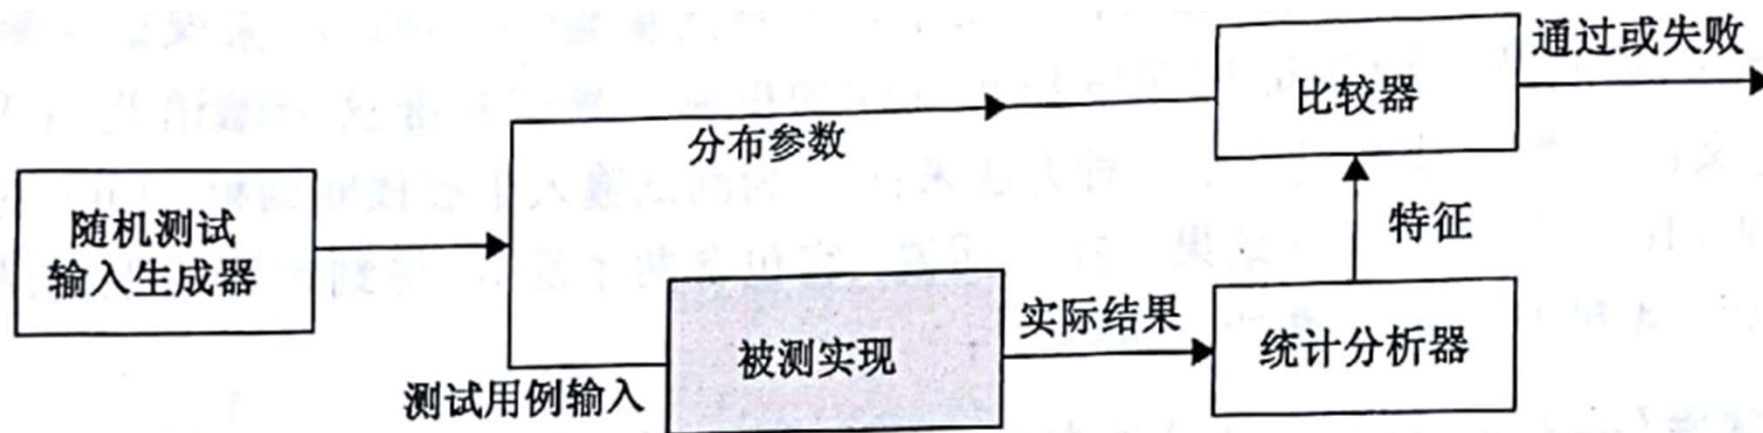 通过或失败
比较器
分布参数
随机测试
输入生成器
特征
实际结果
被测实现
统计分析器
测试用例输入